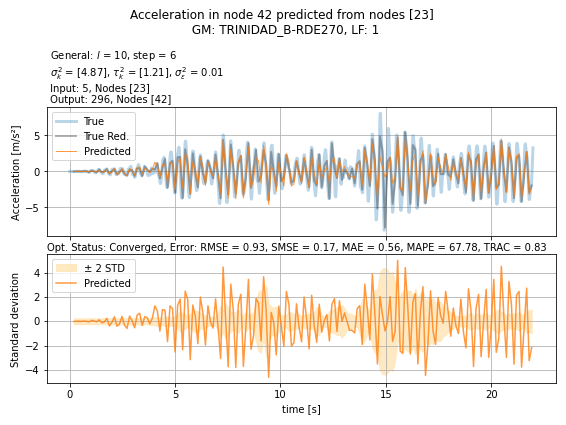 Acceleration in node 42 predicted from nodes [23]
GM: TRINIDAD_B-RDE270, LF: 1
General: l = 10, step = 6
σ²ₖ = [4.87], τ²ₖ = [1.21], σ²ε = 0.01
Input: 5, Nodes [23]
Output: 296, Nodes [42]
True
True Red.
Predicted
Acceleration [m/s²]
5
0
−5
Opt. Status: Converged, Error: RMSE = 0.93, SMSE = 0.17, MAE = 0.56, MAPE = 67.78, TRAC = 0.83
± 2 STD
Predicted
Standard deviation
4
2
0
−2
−4
0 5 10 15 20
time [s]